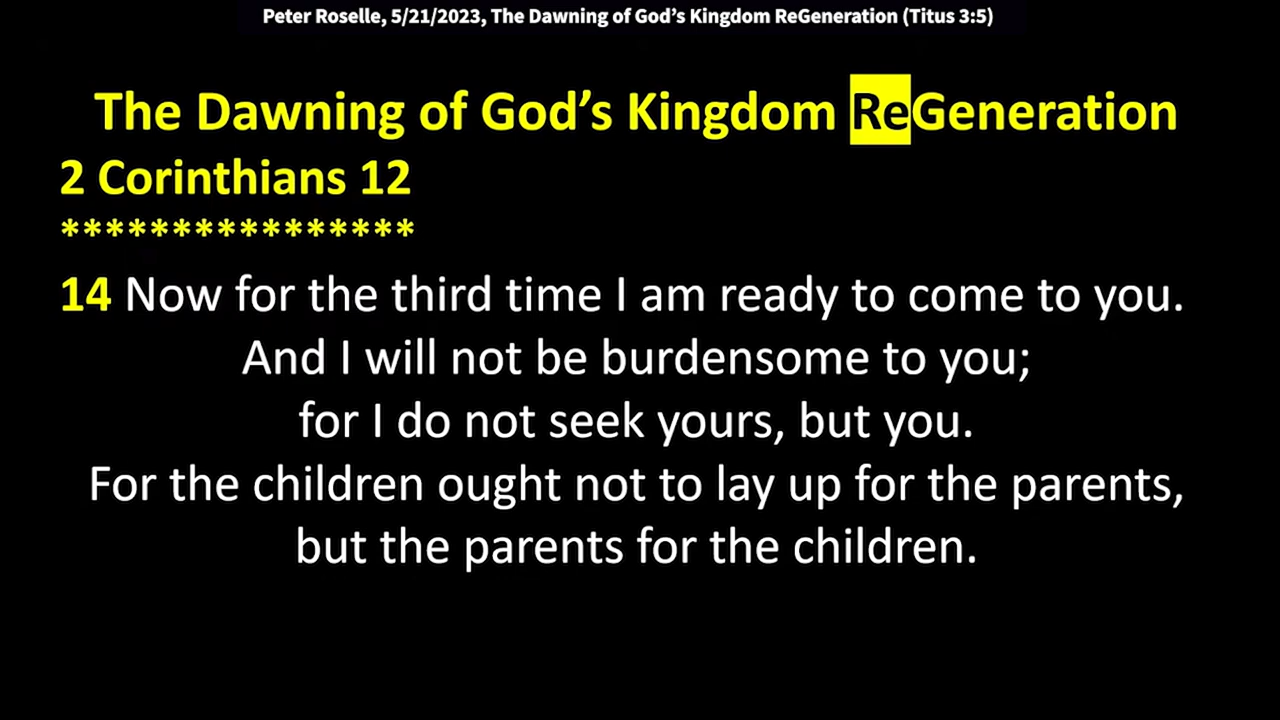 Peter Roselle, 5/21/2023, The Dawning of God’s Kingdom ReGeneration (Titus 3:5)
The Dawning of God’s Kingdom ReGeneration
2 Corinthians 12
****************
14 Now for the third time I am ready to come to you.
And I will not be burdensome to you;
for I do not seek yours, but you.
For the children ought not to lay up for the parents,
but the parents for the children.